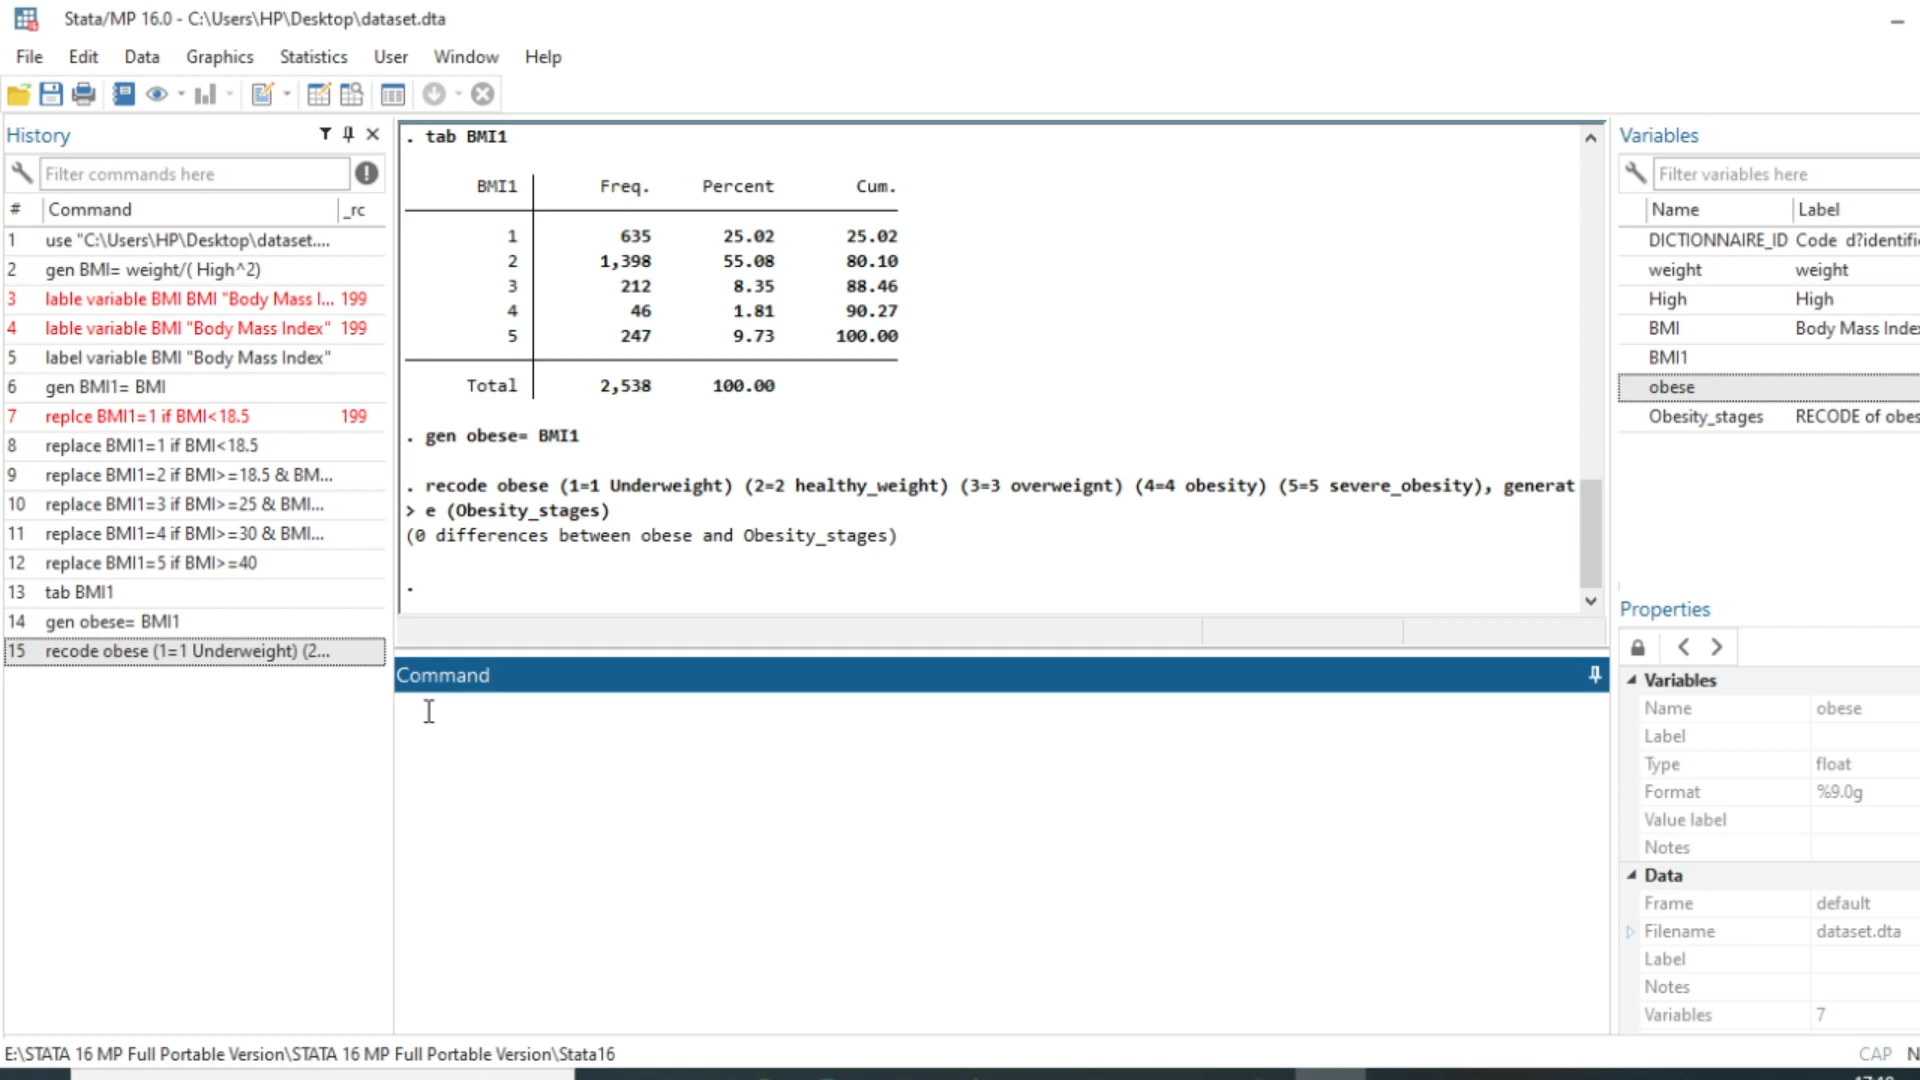 Stata/MP 16.0 - C:\Users\HP\Desktop\dataset.dta
File Edit Data Graphics Statistics User Window Help
History
Filter commands here
# Command _rc
1 use "C:\Users\HP\Desktop\dataset....
2 gen BMI= weight/( High^2)
3 lable variable BMI BMI "Body Mass I... 199
4 lable variable BMI "Body Mass Index" 199
5 label variable BMI "Body Mass Index"
6 gen BMI1= BMI
7 replce BMI1=1 if BMI<18.5 199
8 replace BMI1=1 if BMI<18.5
9 replace BMI1=2 if BMI>=18.5 & BM...
10 replace BMI1=3 if BMI>=25 & BMI...
11 replace BMI1=4 if BMI>=30 & BMI...
12 replace BMI1=5 if BMI>=40
13 tab BMI1
14 gen obese= BMI1
15 recode obese (1=1 Underweight) (2...
. tab BMI1
BMI1 Freq. Percent Cum.
1 635 25.02 25.02
2 1,398 55.08 80.10
3 212 8.35 88.46
4 46 1.81 90.27
5 247 9.73 100.00
Total 2,538 100.00
. gen obese= BMI1
. recode obese (1=1 Underweight) (2=2 healthy_weight) (3=3 overweignt) (4=4 obesity) (5=5 severe_obesity), generat
> e (Obesity_stages)
(0 differences between obese and Obesity_stages)
.
Command
Variables
Filter variables here
Name Label
DICTIONNAIRE_ID Code d?identifi
weight weight
High High
BMI Body Mass Inde
BMI1
obese
Obesity_stages RECODE of obes
Properties
Variables
Name obese
Label
Type float
Format %9.0g
Value label
Notes
Data
Frame default
Filename dataset.dta
Label
Notes
Variables 7
E:\STATA 16 MP Full Portable Version\STATA 16 MP Full Portable Version\Stata16
CAP N